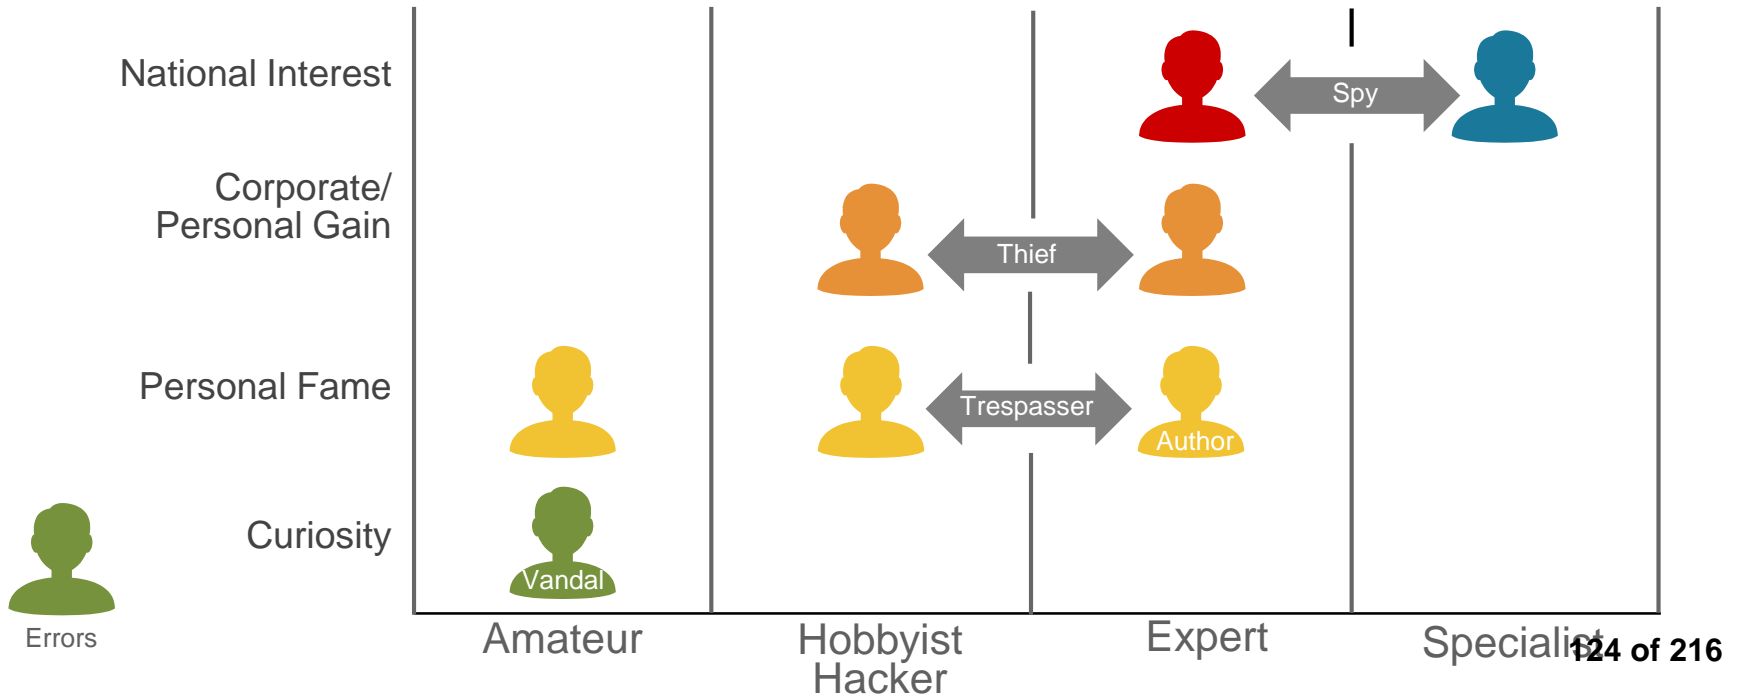 National Interest
Spy
Corporate/
Personal Gain
Thief
Personal Fame
Trespasser
Author
Curiosity
Vandal
Errors
Amateur
Hobbyist
Hacker
Expert
Specialist
124 of 216